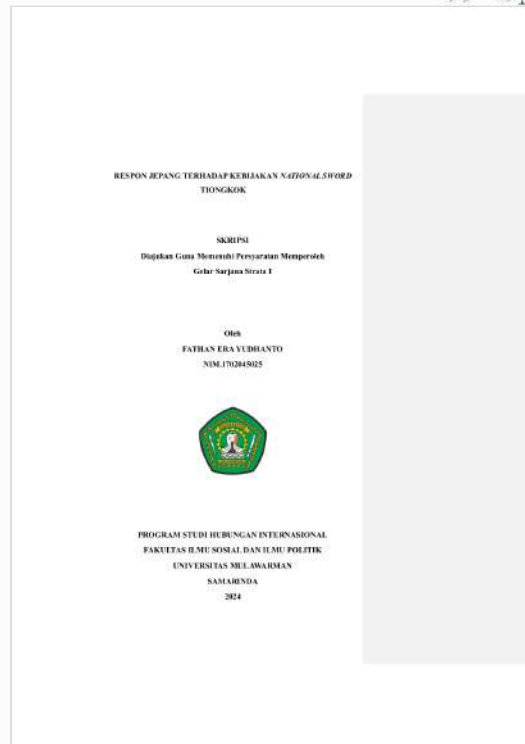 RESPON JEPANG TERHADAP KEBIJAKAN NATIONAL SWORD
TIONGKOK
SKRIPSI
Diajukan Guna Memenuhi Persyaratan Memperoleh
Gelar Sarjana Strata I
Oleh
FATHAN ERA YUDHANTO
NIM.1702045025
PROGRAM STUDI HUBUNGAN INTERNASIONAL
FAKULTAS ILMU SOSIAL DAN ILMU POLITIK
UNIVERSITAS MULAWARMAN
SAMARINDA
2024